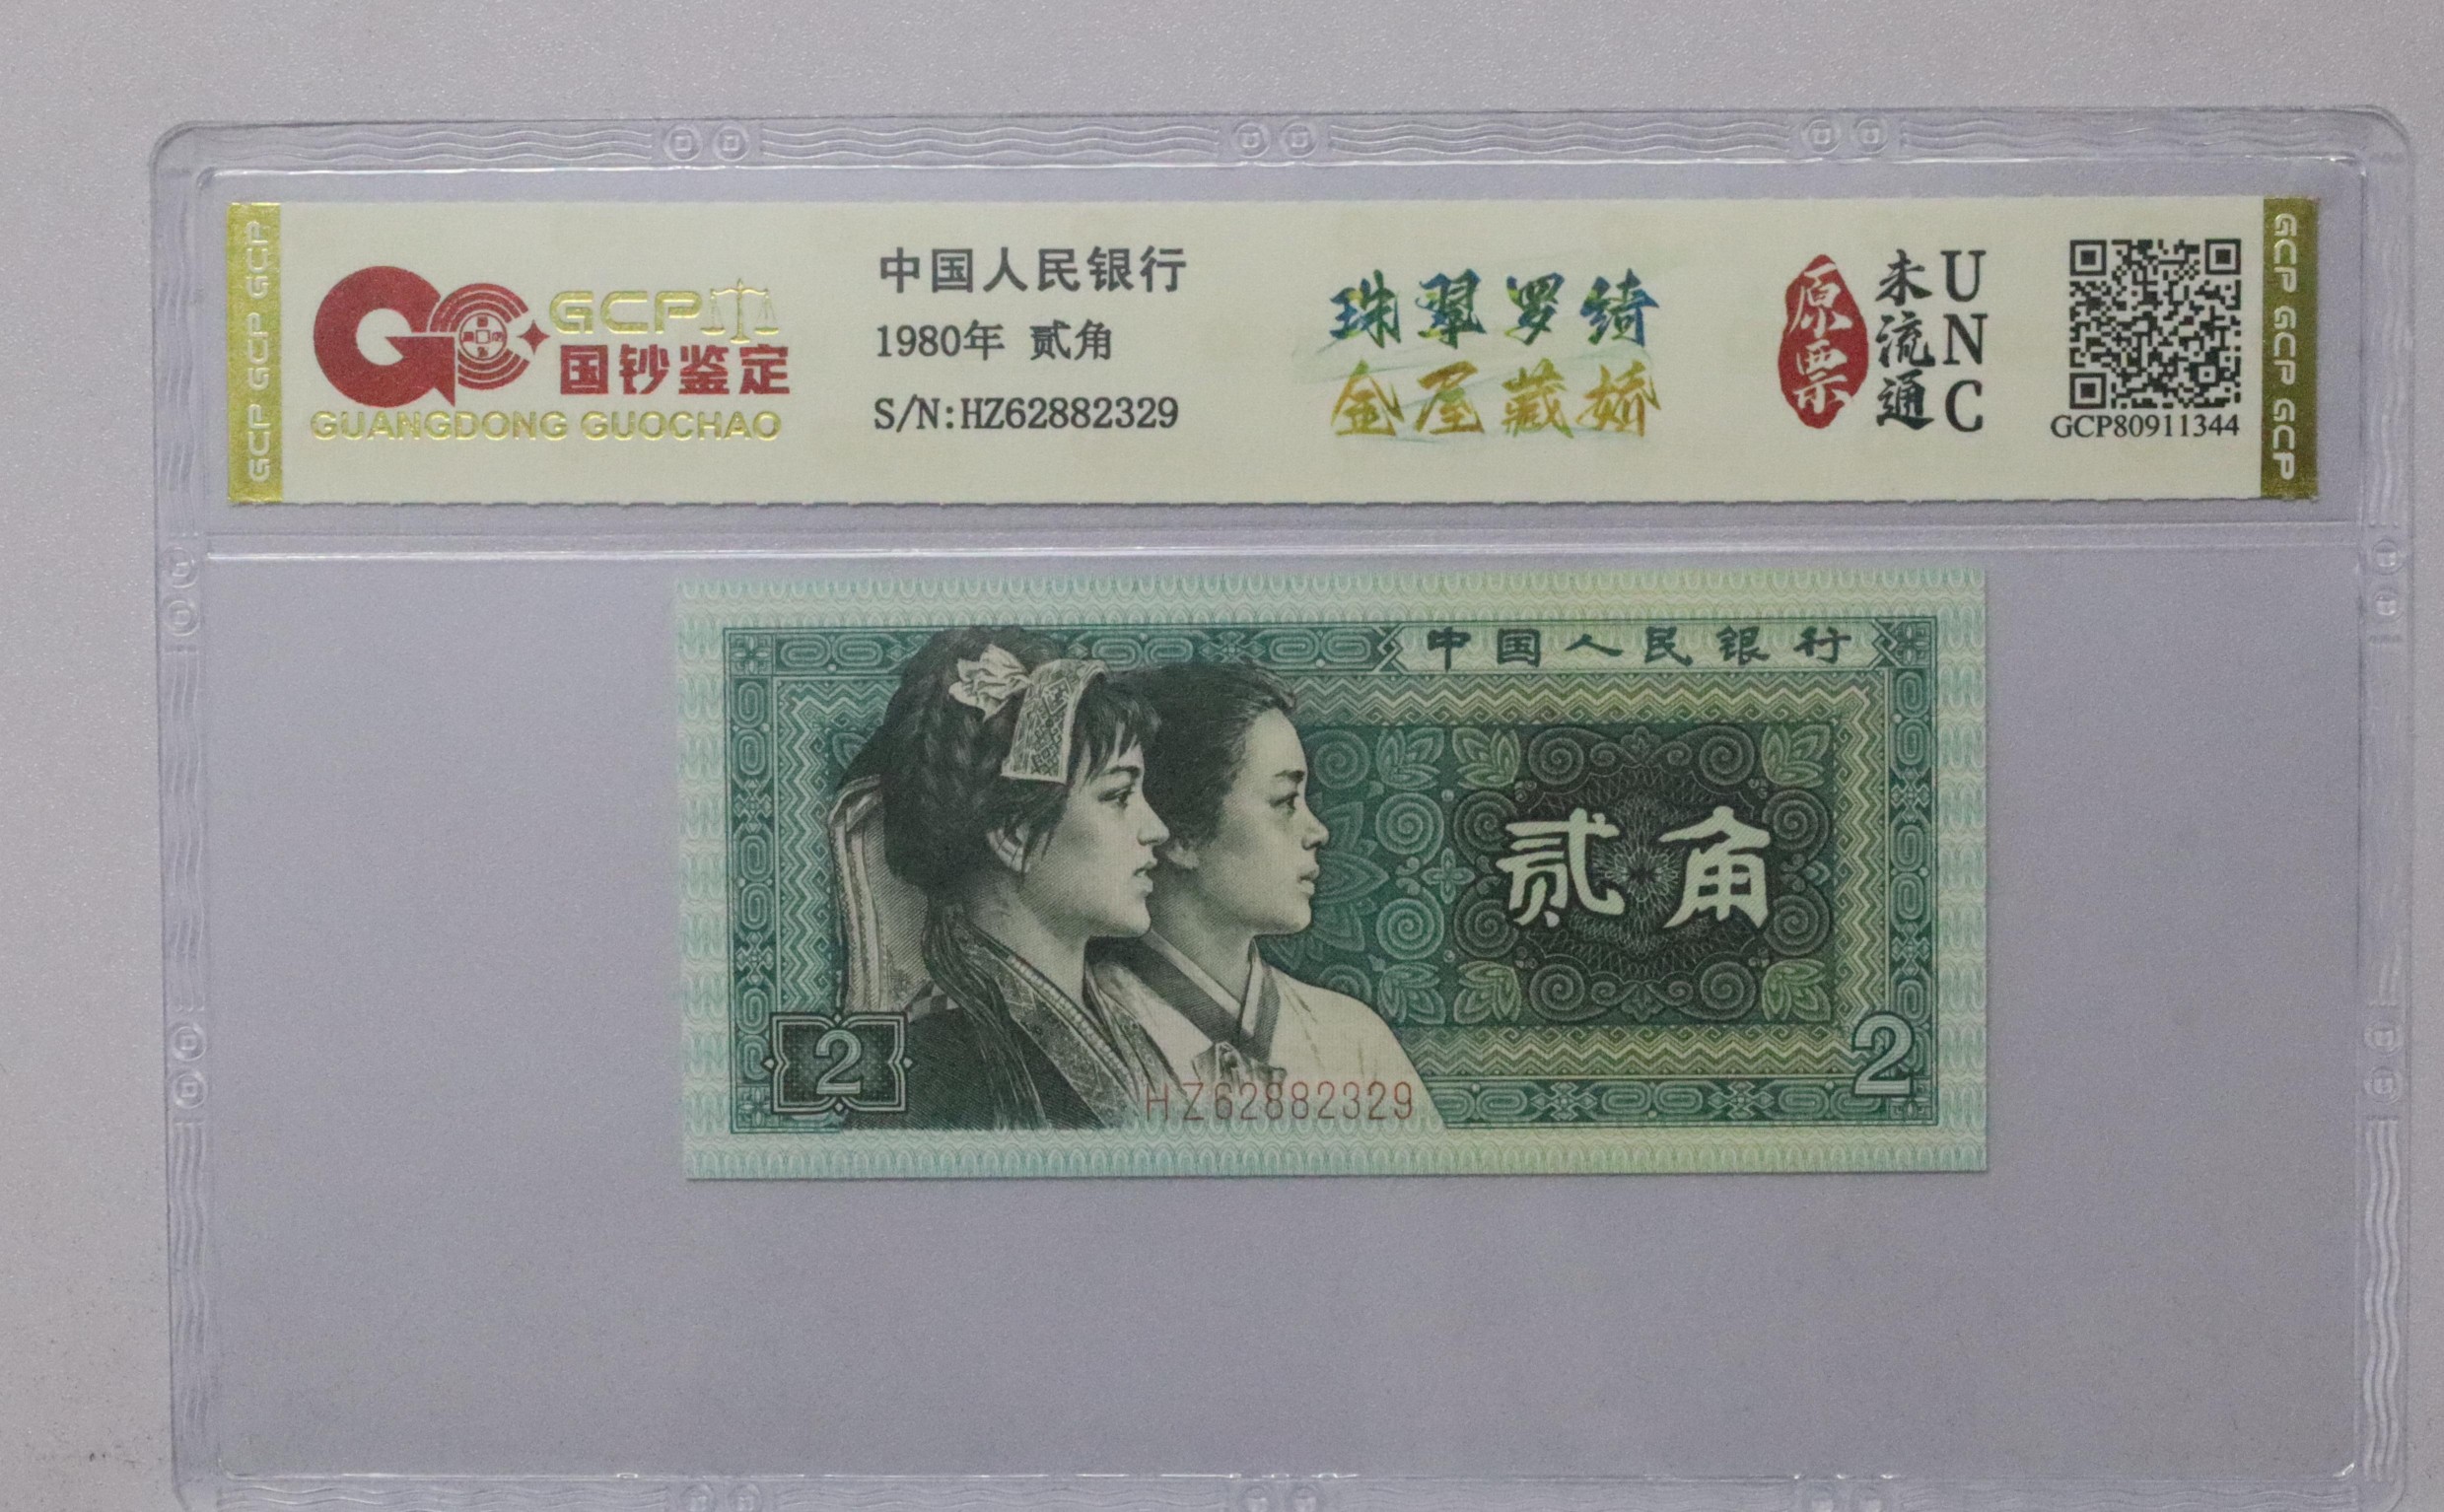 GCP GCP GCP
GCP
国钞鉴定
GUANGDONG GUOCHAO
中国人民银行
1980年 贰角
S/N:HZ62882329
珠翠罗绮
金屋藏娇
原票
未流通
UNC
GCP80911344
GCP GCP GCP GCP
中国人民银行
贰角
2
2
HZ62882329